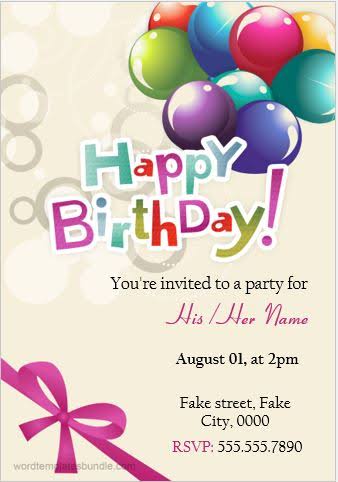 Happy
Birthday!
You're invited to a party for
His /Her Name
August 01, at 2pm
Fake street, Fake
City, 0000
RSVP: 555.555.7890
wordtemplatesbundle.com